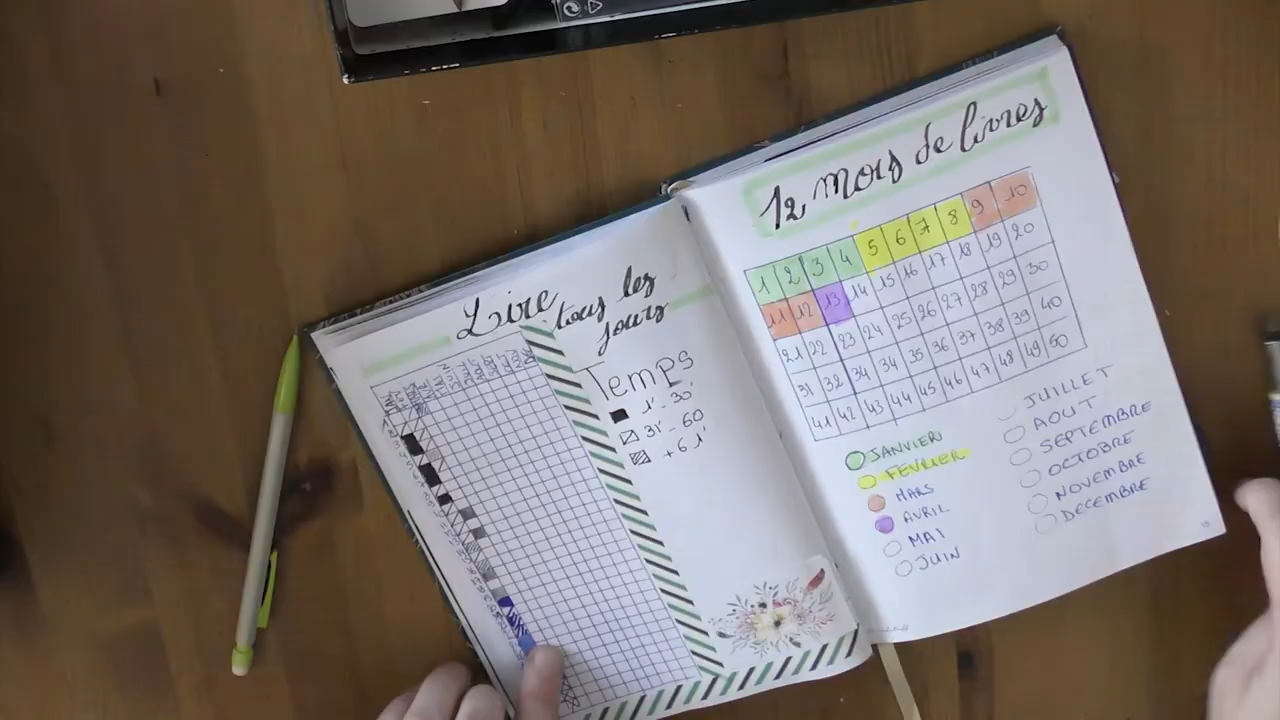 Lire
tous les
jours
Temps
1' - 30'
31' - 60
+ 61'
12 mois de livres
1 2 3 4 5 6 7 8 9 10
11 12 13 14 15 16 17 18 19 20
21 22 23 24 25 26 27 28 29 30
31 32 34 34 35 36 37 38 39 40
41 42 43 44 45 46 47 48 49 50
JANVIER
FEVRIER
MARS
AVRIL
MAI
JUIN
JUILLET
AOUT
SEPTEMBRE
OCTOBRE
NOVEMBRE
DECEMBRE